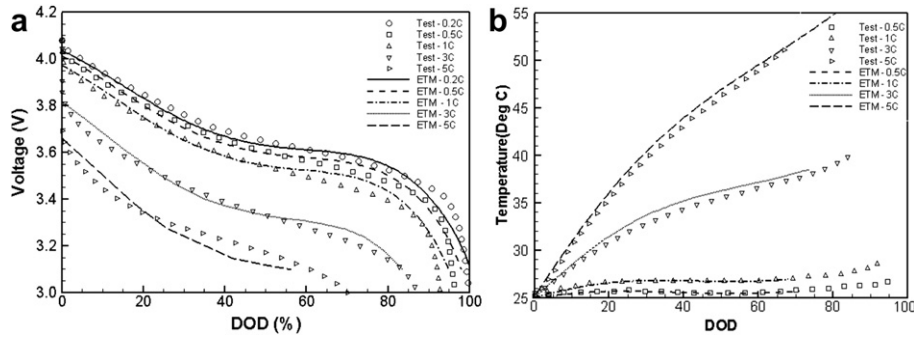 a
Voltage (V)
4.2
4.0
3.8
3.6
3.4
3.2
3.0
0
20
40
60
80
100
DOD (%)
Test - 0.2C
Test - 0.5C
Test - 1C
Test - 3C
Test - 5C
ETM - 0.2C
ETM - 0.5C
ETM - 1C
ETM - 3C
ETM - 5C
b
Temperature(Deg C)
55
50
45
40
35
30
25
0
20
40
60
80
100
DOD
Test - 0.5C
Test - 1C
Test - 3C
Test - 5C
ETM - 0.5C
ETM - 1C
ETM - 3C
ETM - 5C